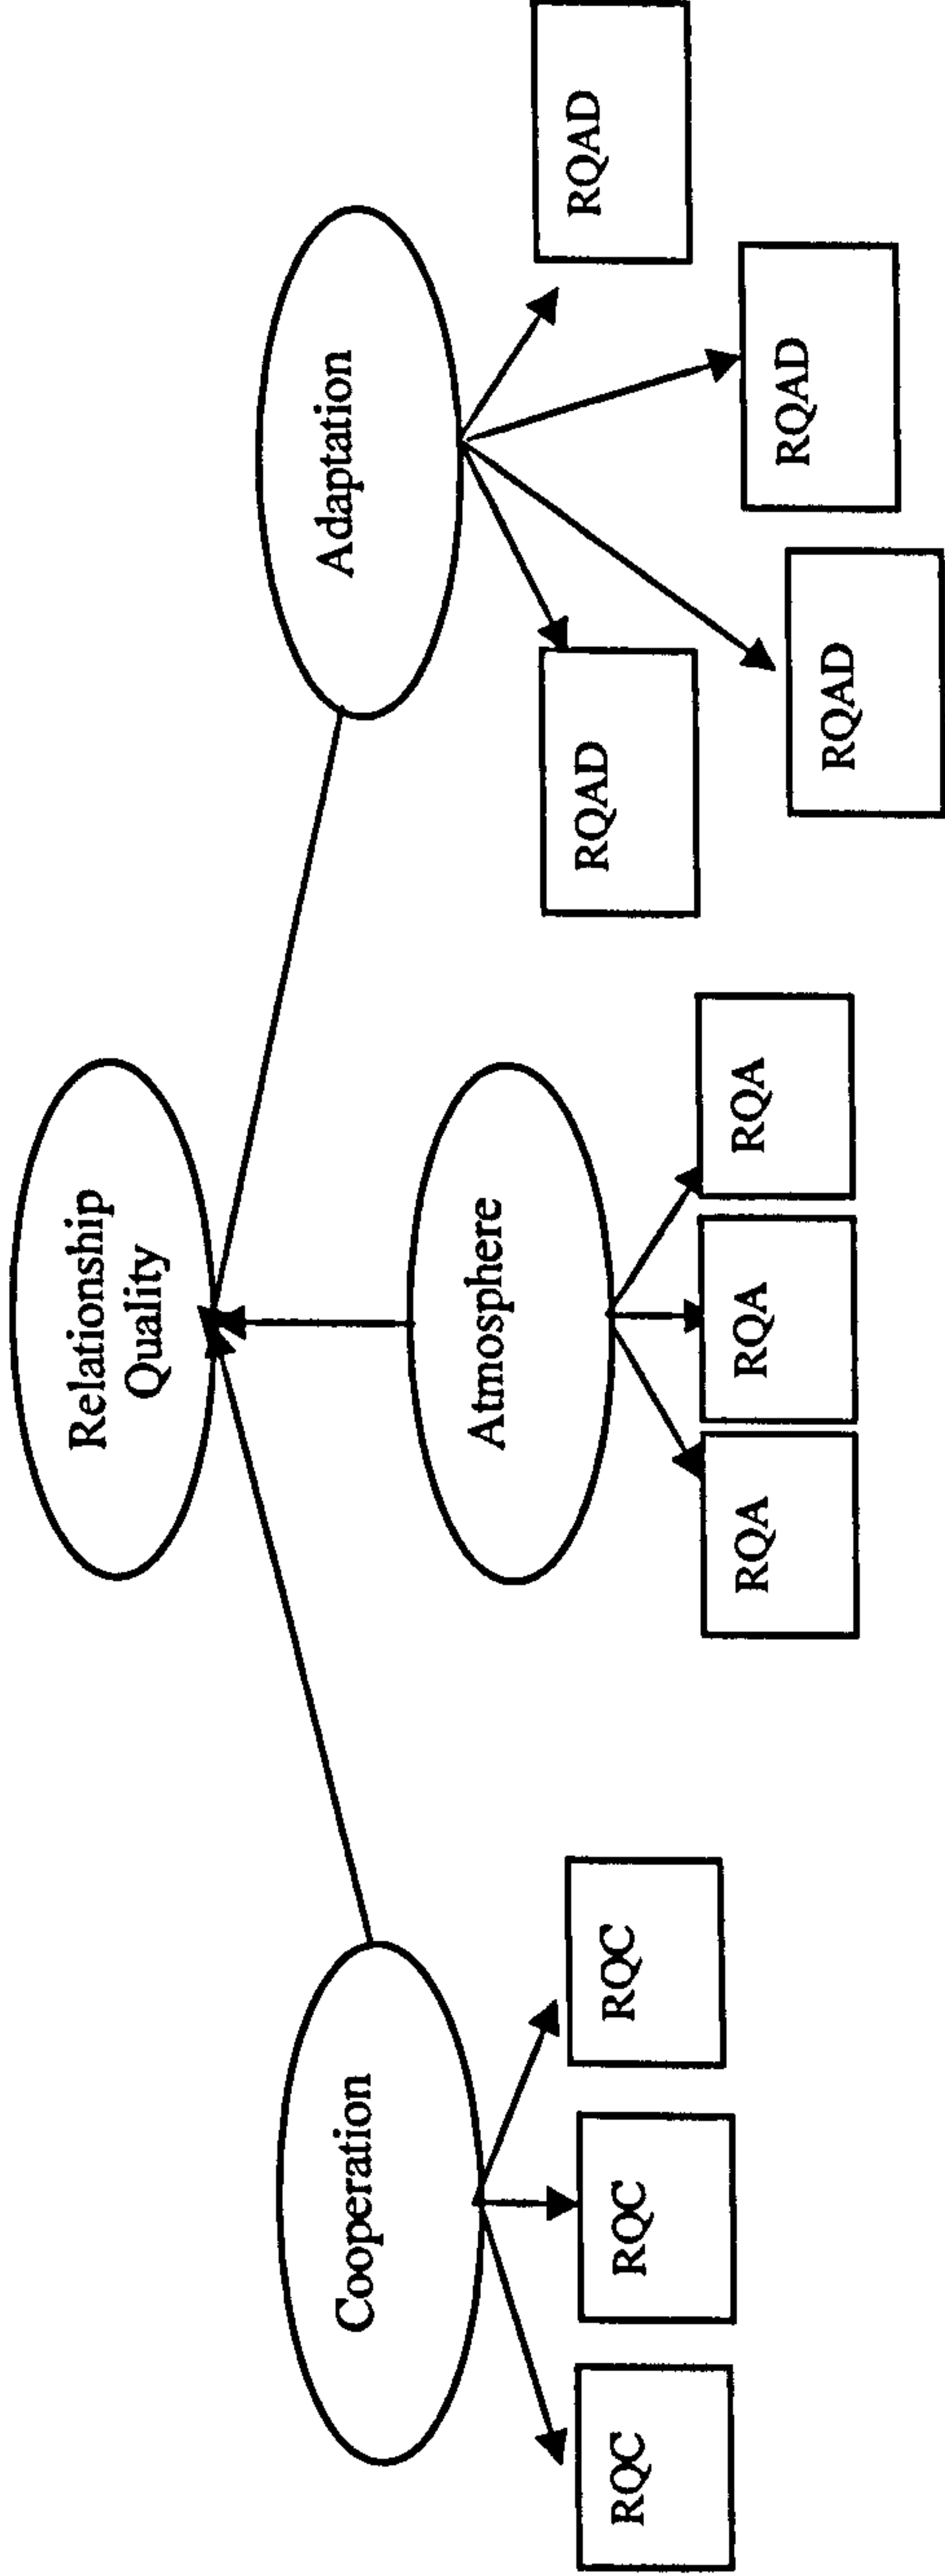 Relationship
Quality
Cooperation
Atmosphere
Adaptation
RQC
RQC
RQC
RQA
RQA
RQA
RQAD
RQAD
RQAD
RQAD